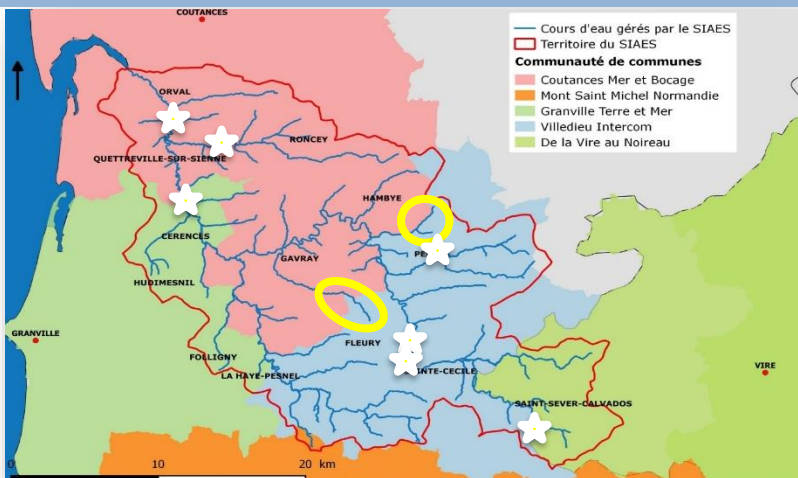 COUTANCES
Cours d'eau gérés par le SIAES
Territoire du SIAES
Communauté de communes
Coutances Mer et Bocage
Mont Saint Michel Normandie
Granville Terre et Mer
Villedieu Intercom
De la Vire au Noireau
ORVAL
RONCEY
QUETTREVILLE-SUR-SIENNE
HAMBYE
CERENCES
GAVRAY
HUDIMESNIL
GRANVILLE
FLEURY
FOLLIGNY
LA HAYE-PESNEL
VIRE
SAINT-SEVER-CALVADOS
0 10 20 km